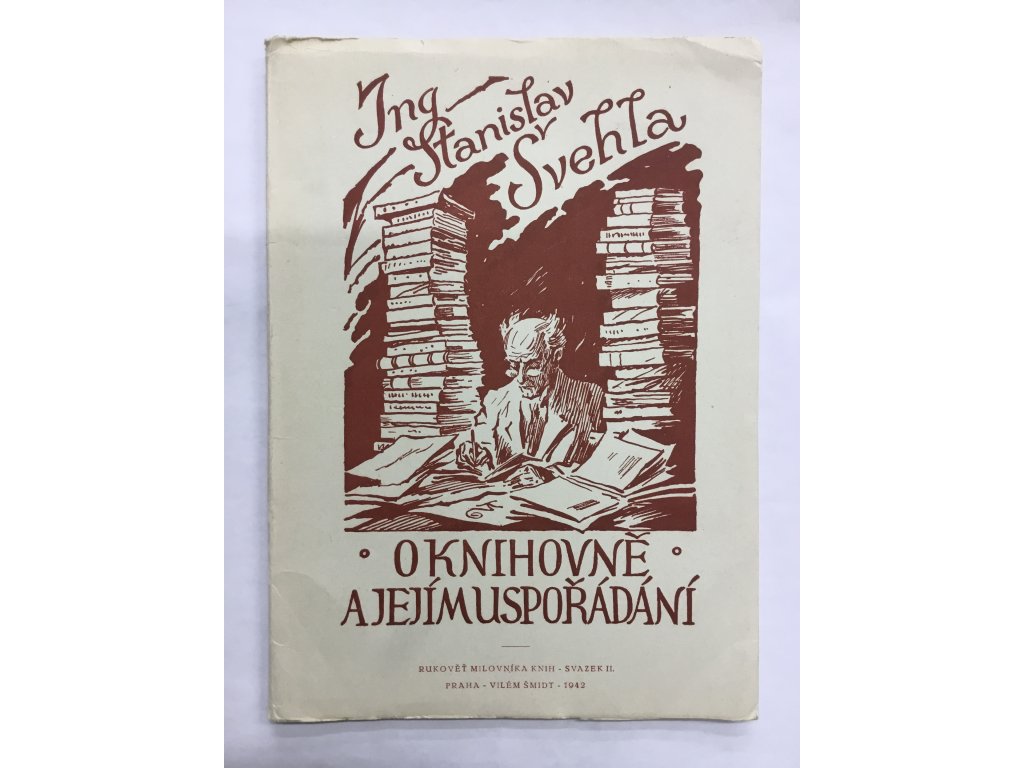 Ing
Stanislav
Švehla
• O KNIHOVNĚ •
A JEJÍM USPOŘÁDÁNÍ
RUKOVĚŤ MILOVNÍKA KNIH - SVAZEK II.
PRAHA - VILÉM ŠMIDT - 1942